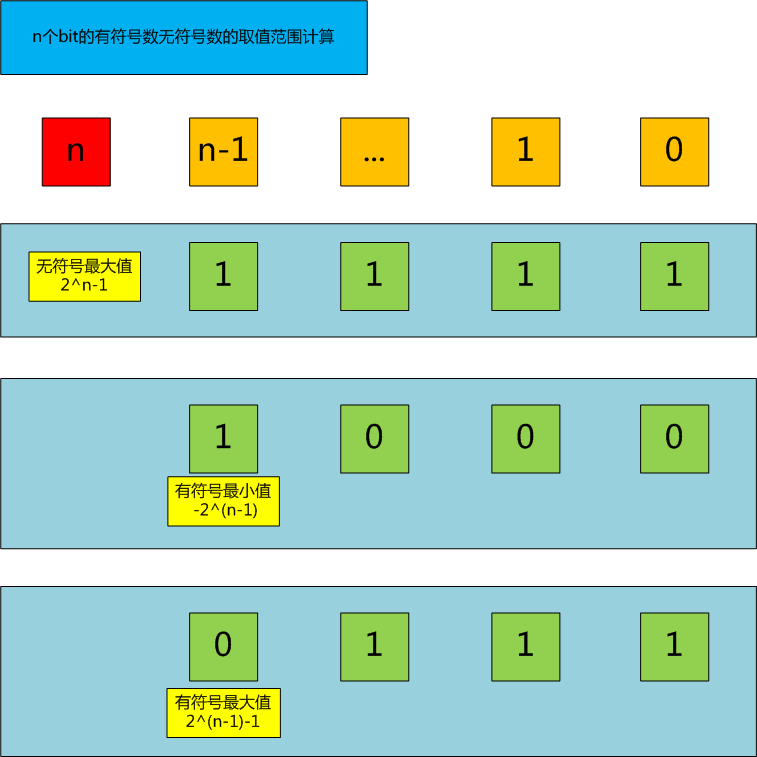 n个bit的有符号数无符号数的取值范围计算
n n-1 ... 1 0
无符号最大值
2^n-1
1 1 1 1
1 0 0 0
有符号最小值
-2^(n-1)
0 1 1 1
有符号最大值
2^(n-1)-1